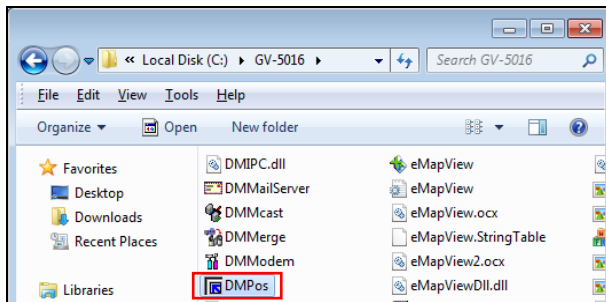 « Local Disk (C:) ▸ GV-5016 ▸ Search GV-5016
File Edit View Tools Help
Organize ▾ Open New folder
Favorites
Desktop
Downloads
Recent Places
Libraries
DMIPC.dll
DMMailServer
DMMcast
DMMerge
DMModem
DMPos
eMapView
eMapView
eMapView.ocx
eMapView.StringTable
eMapView2.ocx
eMapViewDll.dll